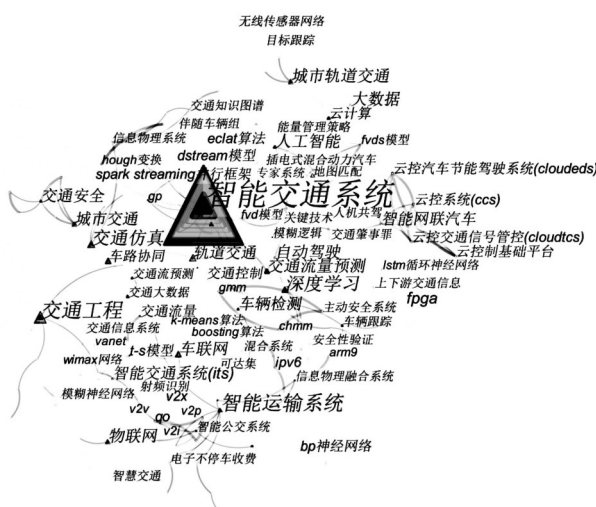 无线传感器网络
目标跟踪
城市轨道交通
大数据
交通知识图谱
云计算
伴随车辆组
能量管理策略
信息物理系统
eclat算法
人工智能
fvds模型
hough变换
dstream模型
插电式混合动力汽车
spark streaming并行框架
专家系统
地图匹配
云控汽车节能驾驶系统(cloudeds)
交通安全
gp
智能交通系统
云控系统(ccs)
城市交通
fvd模型
关键技术
人机共驾
智能网联汽车
交通仿真
模糊逻辑
交通肇事罪
云控交通信号管控(cloudtcs)
车路协同
轨道交通
自动驾驶
云控制基础平台
交通流预测
交通控制
交通流量预测
lstm循环神经网络
gmm
深度学习
上下游交通信息
交通大数据
fpga
交通工程
交通流量
车辆检测
主动安全系统
k-means算法
车辆跟踪
交通信息系统
boosting算法
chmm
vanet
混合系统
安全性验证
t-s模型
车联网
arm9
wimax网络
可达集
ipv6
智能交通系统(its)
信息物理融合系统
射频识别
模糊神经网络
v2x
v2v
v2p
智能运输系统
qo
v2i
智能公交系统
物联网
bp神经网络
电子不停车收费
智慧交通